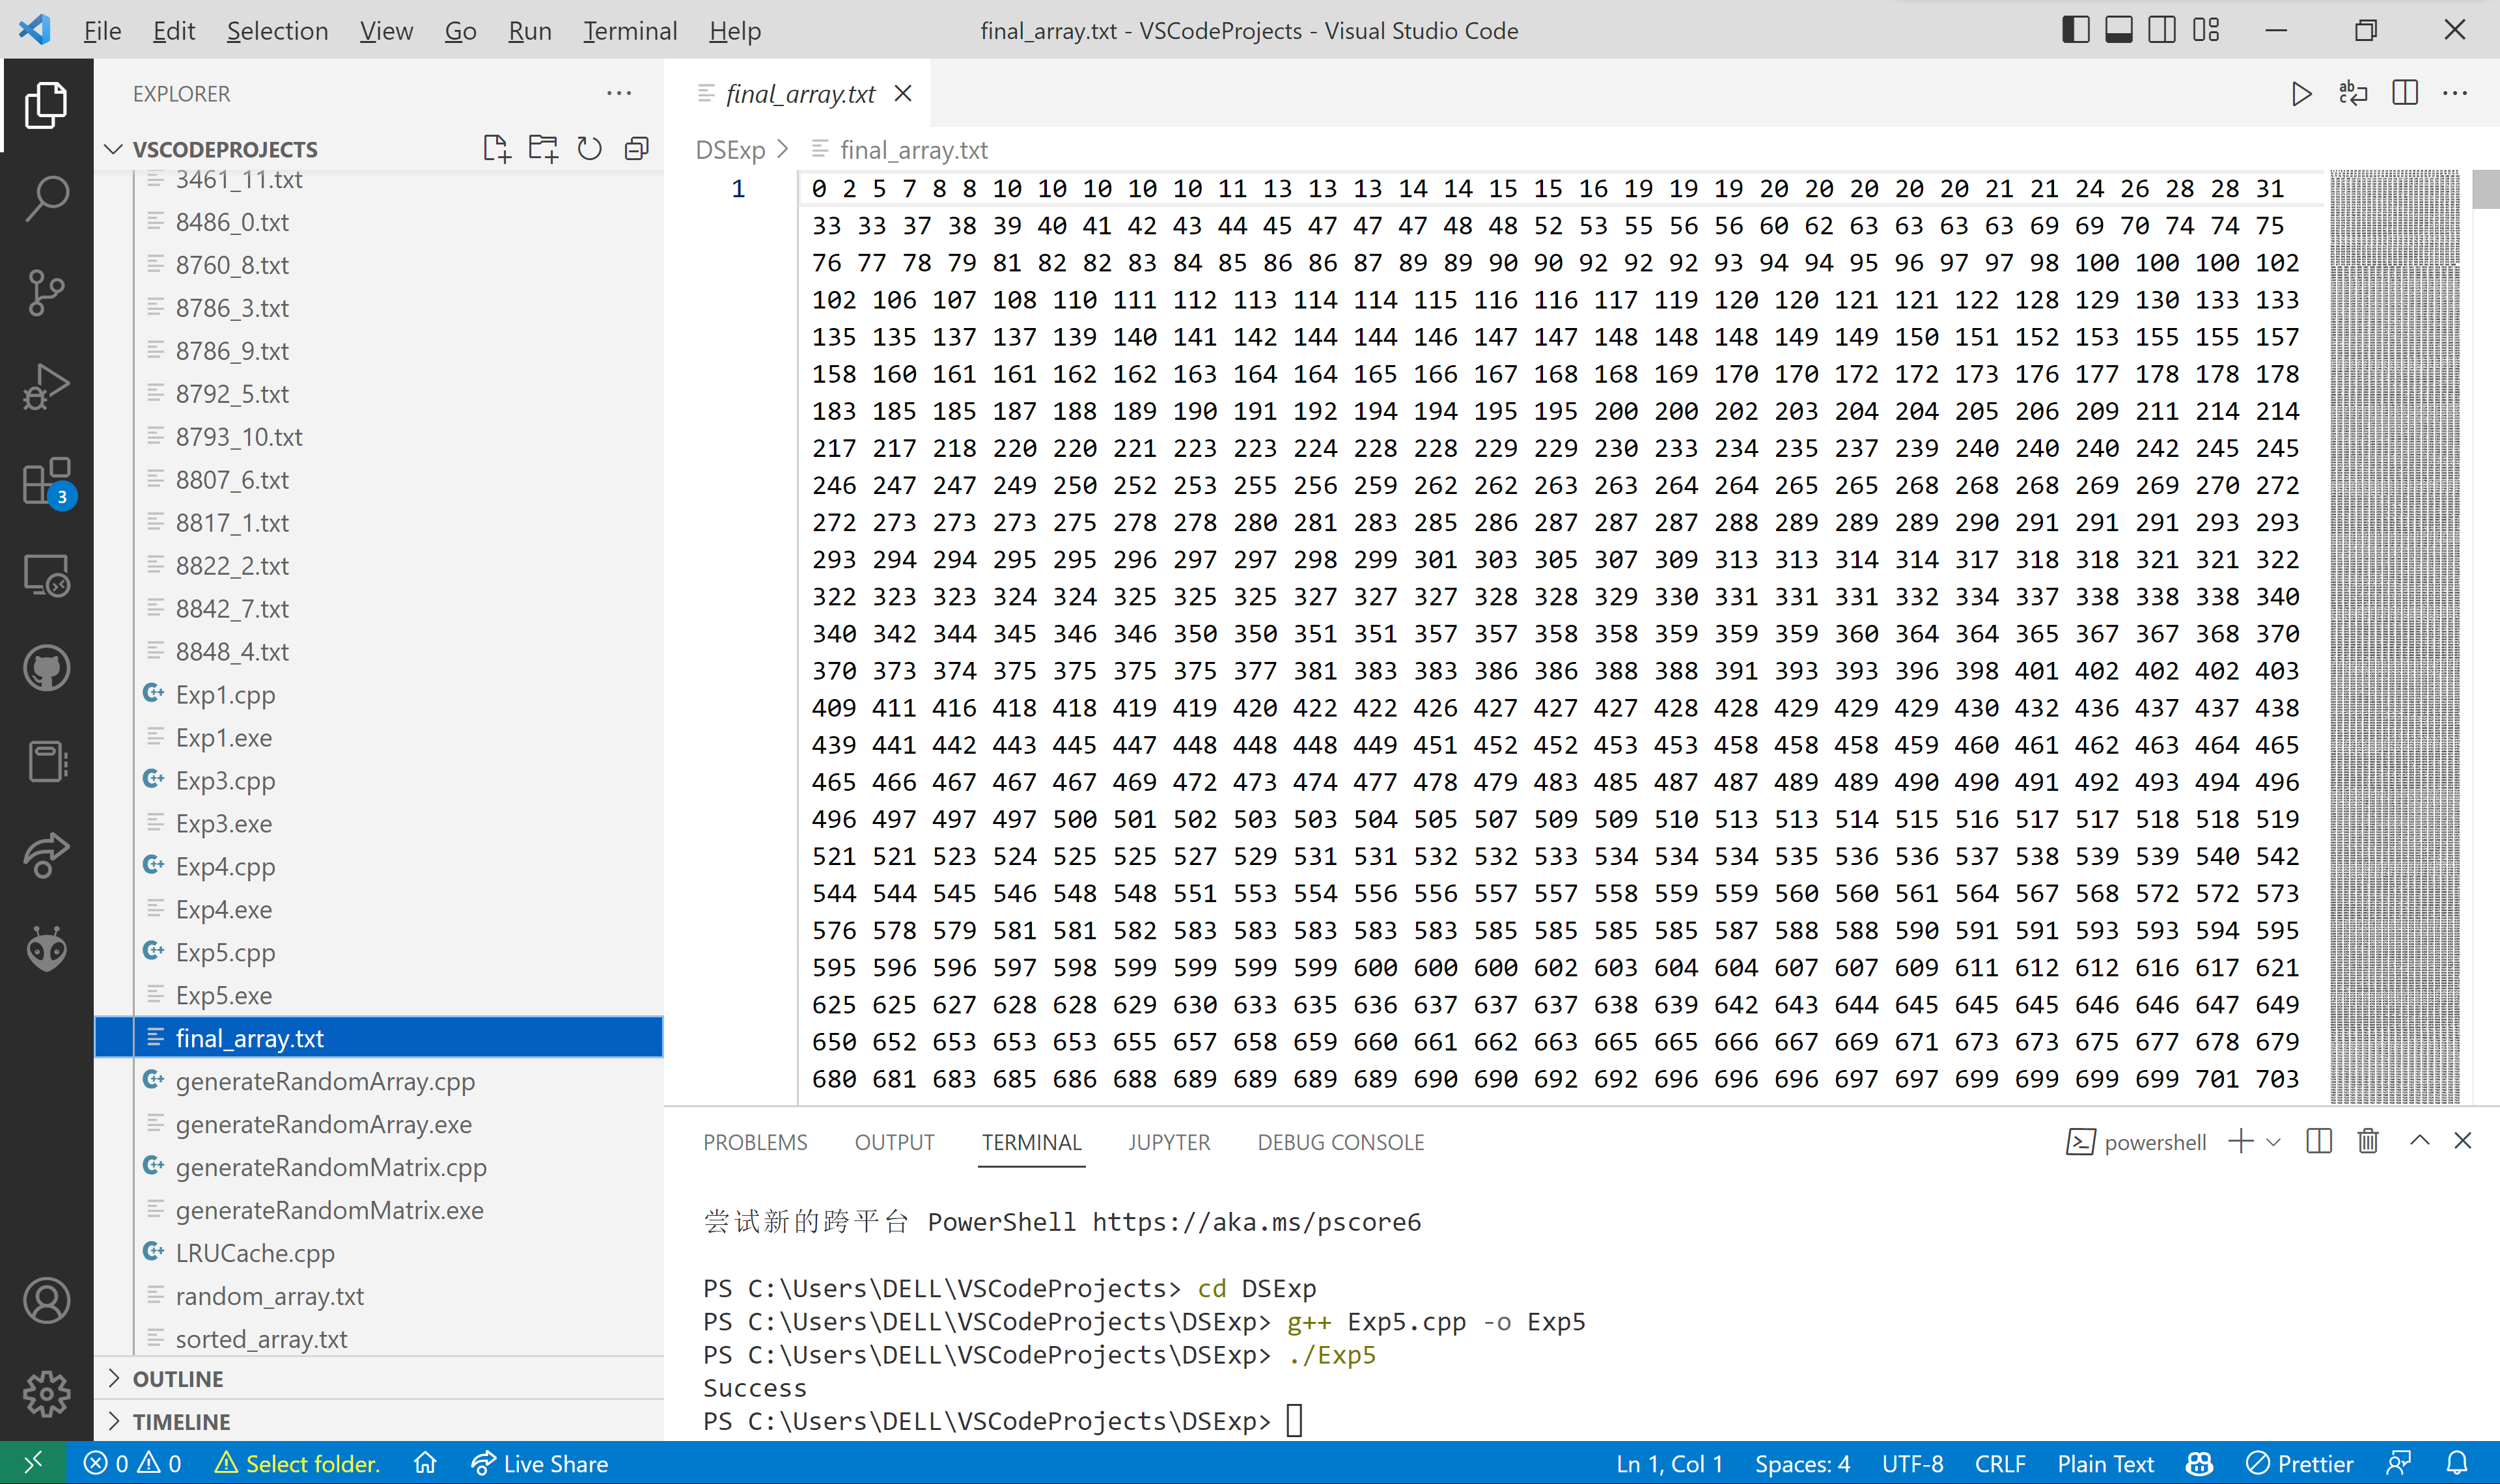 File Edit Selection View Go Run Terminal Help
final_array.txt - VSCodeProjects - Visual Studio Code
EXPLORER
VSCODEPROJECTS
3461_11.txt
8486_0.txt
8760_8.txt
8786_3.txt
8786_9.txt
8792_5.txt
8793_10.txt
8807_6.txt
8817_1.txt
8822_2.txt
8842_7.txt
8848_4.txt
Exp1.cpp
Exp1.exe
Exp3.cpp
Exp3.exe
Exp4.cpp
Exp4.exe
Exp5.cpp
Exp5.exe
final_array.txt
generateRandomArray.cpp
generateRandomArray.exe
generateRandomMatrix.cpp
generateRandomMatrix.exe
LRUCache.cpp
random_array.txt
sorted_array.txt
OUTLINE
TIMELINE
3
final_array.txt
DSExp > final_array.txt
1
0 2 5 7 8 8 10 10 10 10 10 11 13 13 13 14 14 15 15 16 19 19 19 20 20 20 20 20 21 21 24 26 28 28 31
33 33 37 38 39 40 41 42 43 44 45 47 47 47 48 48 52 53 55 56 56 60 62 63 63 63 63 69 69 70 74 74 75
76 77 78 79 81 82 82 83 84 85 86 86 87 89 89 90 90 92 92 92 93 94 94 95 96 97 97 98 100 100 100 102
102 106 107 108 110 111 112 113 114 114 115 116 116 117 119 120 120 121 121 122 128 129 130 133 133
135 135 137 137 139 140 141 142 144 144 146 147 147 148 148 148 149 149 150 151 152 153 155 155 157
158 160 161 161 162 162 163 164 164 165 166 167 168 168 169 170 170 172 172 173 176 177 178 178 178
183 185 185 187 188 189 190 191 192 194 194 195 195 200 200 202 203 204 204 205 206 209 211 214 214
217 217 218 220 220 221 223 223 224 228 228 229 229 230 233 234 235 237 239 240 240 240 242 245 245
246 247 247 249 250 252 253 255 256 259 262 262 263 263 264 264 265 265 268 268 268 269 269 270 272
272 273 273 273 275 278 278 280 281 283 285 286 287 287 287 288 289 289 289 290 291 291 291 293 293
293 294 294 295 295 296 297 297 298 299 301 303 305 307 309 313 313 314 314 317 318 318 321 321 322
322 323 323 324 324 325 325 325 327 327 327 328 328 329 330 331 331 331 332 334 337 338 338 338 340
340 342 344 345 346 346 350 350 351 351 357 357 358 358 359 359 359 360 364 364 365 367 367 368 370
370 373 374 375 375 375 375 377 381 383 383 386 386 388 388 391 393 393 396 398 401 402 402 402 403
409 411 416 418 418 419 419 420 422 422 426 427 427 427 428 428 429 429 429 430 432 436 437 437 438
439 441 442 443 445 447 448 448 448 449 451 452 452 453 453 458 458 458 459 460 461 462 463 464 465
465 466 467 467 467 469 472 473 474 477 478 479 483 485 487 487 489 489 490 490 491 492 493 494 496
496 497 497 497 500 501 502 503 503 504 505 507 509 509 510 513 513 514 515 516 517 517 518 518 519
521 521 523 524 525 525 527 529 531 531 532 532 533 534 534 534 535 536 536 537 538 539 539 540 542
544 544 545 546 548 548 551 553 554 556 556 557 557 558 559 559 560 560 561 564 567 568 572 572 573
576 578 579 581 581 582 583 583 583 583 583 585 585 585 585 587 588 588 590 591 591 593 593 594 595
595 596 596 597 598 599 599 599 599 600 600 600 602 603 604 604 607 607 609 611 612 612 616 617 621
625 625 627 628 628 629 630 633 635 636 637 637 637 638 639 642 643 644 645 645 645 646 646 647 649
650 652 653 653 653 655 657 658 659 660 661 662 663 665 665 666 667 669 671 673 673 675 677 678 679
680 681 683 685 686 688 689 689 689 689 690 690 692 692 696 696 696 697 697 699 699 699 699 701 703
PROBLEMS OUTPUT TERMINAL JUPYTER DEBUG CONSOLE
powershell
尝试新的跨平台 PowerShell https://aka.ms/pscore6
PS C:\Users\DELL\VSCodeProjects> cd DSExp
PS C:\Users\DELL\VSCodeProjects\DSExp> g++ Exp5.cpp -o Exp5
PS C:\Users\DELL\VSCodeProjects\DSExp> ./Exp5
Success
PS C:\Users\DELL\VSCodeProjects\DSExp>
0 0 Select folder. Live Share
Ln 1, Col 1 Spaces: 4 UTF-8 CRLF Plain Text Prettier